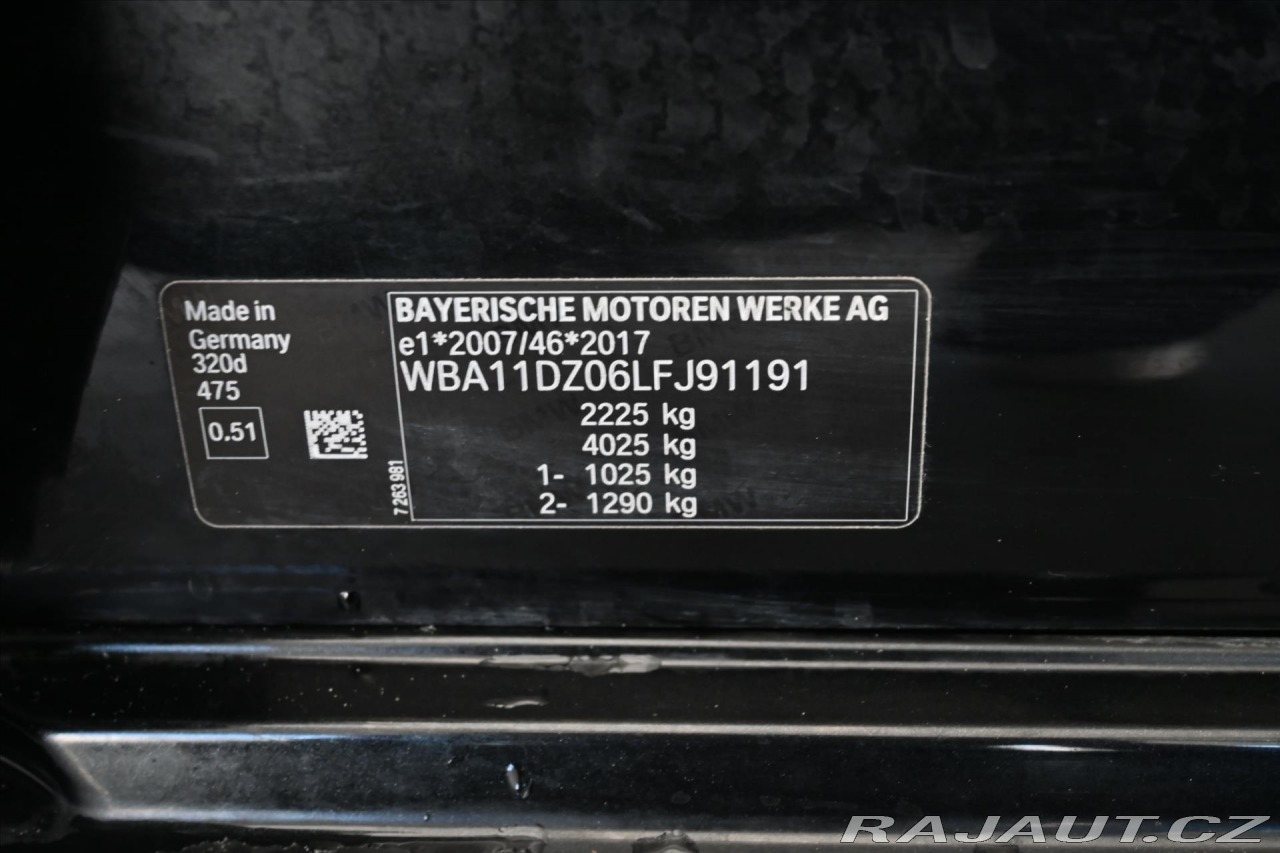 Made in
Germany
320d
475
0.51
7 263 981
BAYERISCHE MOTOREN WERKE AG
e1*2007/46*2017
WBA11DZ06LFJ91191
2225 kg
4025 kg
1- 1025 kg
2- 1290 kg
RAJAUT.CZ